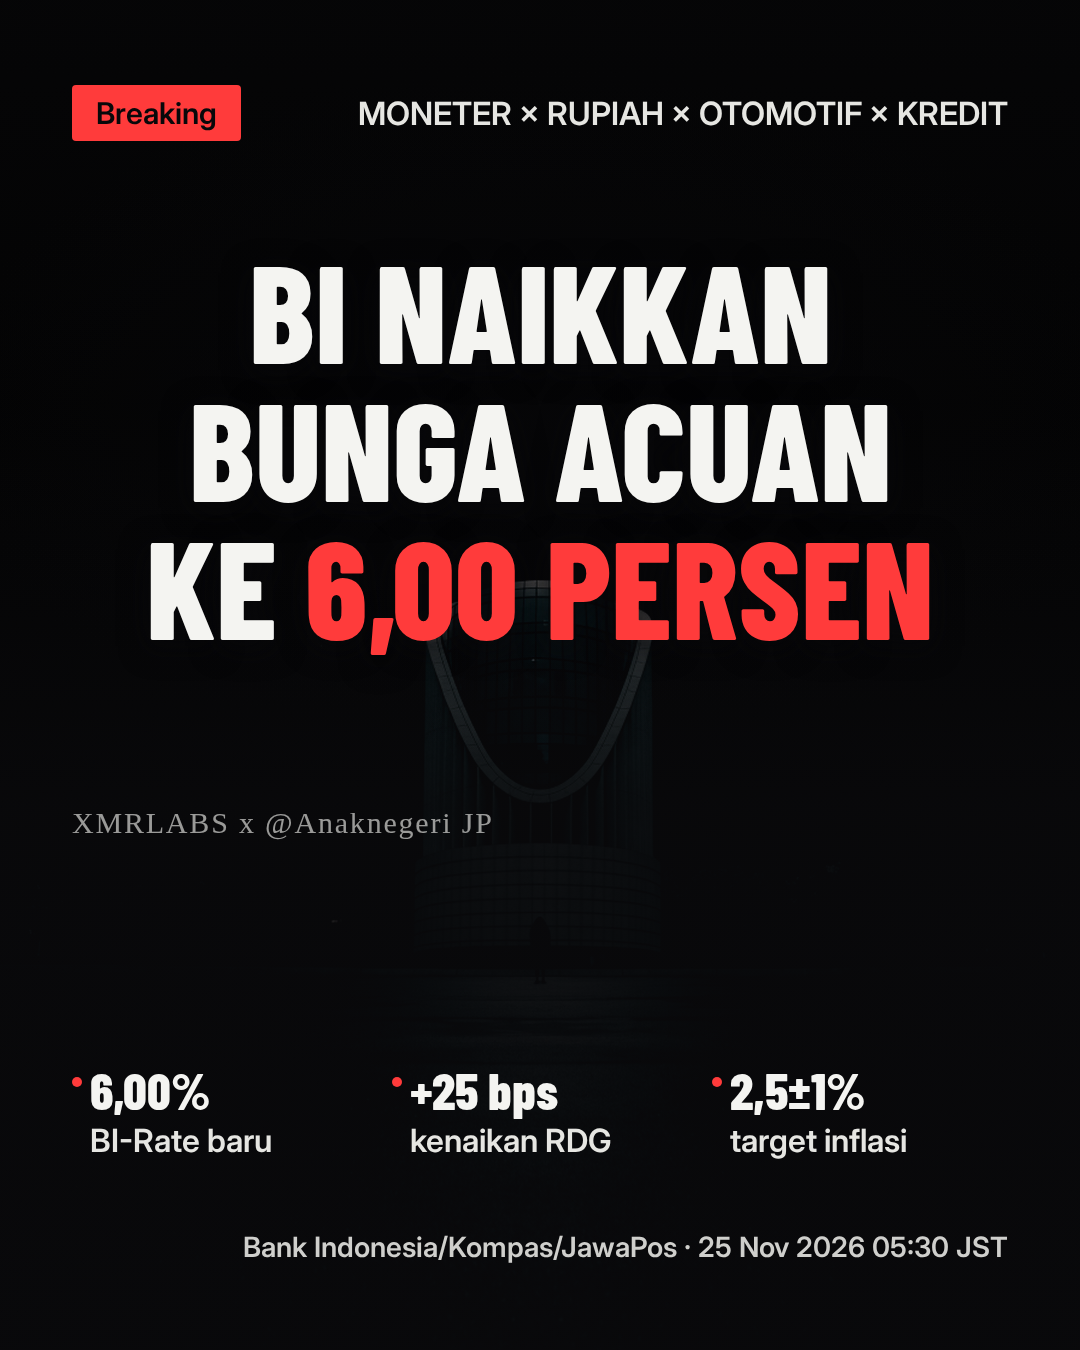 Breaking
MONETER × RUPIAH × OTOMOTIF × KREDIT
BI NAIKKAN
BUNGA ACUAN
KE 6,00 PERSEN
XMRLABS x @Anaknegeri JP
6,00%
BI-Rate baru
+25 bps
kenaikan RDG
2,5±1%
target inflasi
Bank Indonesia/Kompas/JawaPos · 25 Nov 2026 05:30 JST